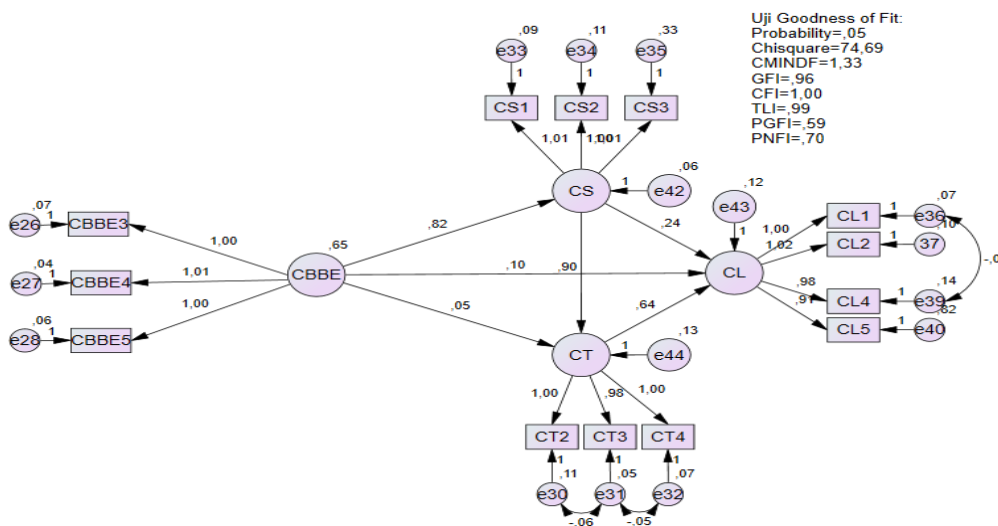 Uji Goodness of Fit:
Probability=,05
Chisquare=74,69
CMINDF=1,33
GFI=,96
CFI=1,00
TLI=,99
PGFI=,59
PNFI=,70
,09
,11
,33
e33
e34
e35
1
1
1
CS1
CS2
CS3
1,01
1,00
1,01
CS
1
e42
,06
,12
e43
1
,07
e26
1
CBBE3
1,00
,04
e27
1
CBBE4
1,01
,06
e28
1
CBBE5
1,00
,65
CBBE
,82
,10
,90
,05
,24
,64
CL
1,00
1,02
,98
,91
CL1
1
e36
,07
CL2
1
37
,10
CL4
1
e39
,14
CL5
1
e40
-,0
CT
1
e44
,13
1,00
,98
1,00
CT2
CT3
CT4
1
1
1
,11
,05
,07
e30
e31
e32
-,06
-,05